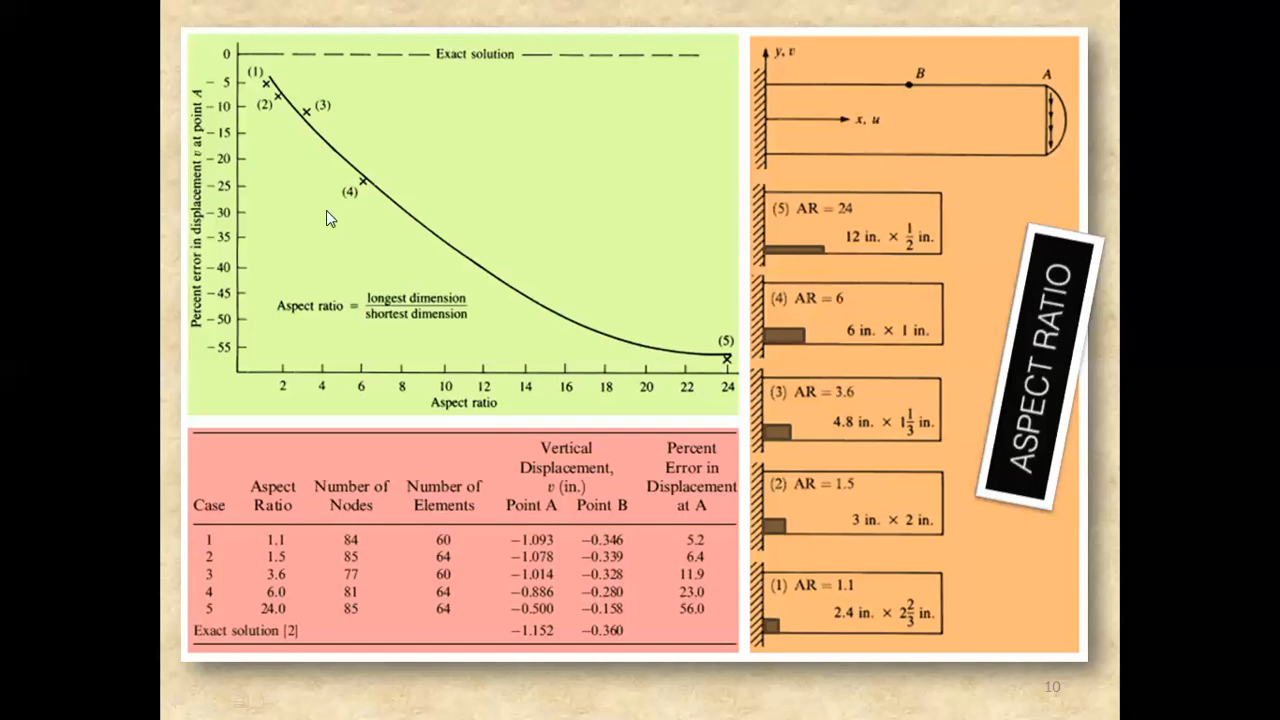 0
Exact solution
(1)
− 5
(2)
(3)
− 10
− 15
− 20
− 25
(4)
− 30
− 35
− 40
− 45
− 50
− 55
(5)
Percent error in displacement v at point A
Aspect ratio = longest dimension
shortest dimension
2 4 6 8 10 12 14 16 18 20 22 24
Aspect ratio
Case
Aspect
Ratio
Number of
Nodes
Number of
Elements
Vertical
Displacement,
v (in.)
Point A Point B
Percent
Error in
Displacement
at A
1 1.1 84 60 −1.093 −0.346 5.2
2 1.5 85 64 −1.078 −0.339 6.4
3 3.6 77 60 −1.014 −0.328 11.9
4 6.0 81 64 −0.886 −0.280 23.0
5 24.0 85 64 −0.500 −0.158 56.0
Exact solution [2] −1.152 −0.360
y, v
B
A
x, u
(5) AR = 24
12 in. × 1/2 in.
(4) AR = 6
6 in. × 1 in.
(3) AR = 3.6
4.8 in. × 1 1/3 in.
(2) AR = 1.5
3 in. × 2 in.
(1) AR = 1.1
2.4 in. × 2 2/3 in.
ASPECT RATIO
10